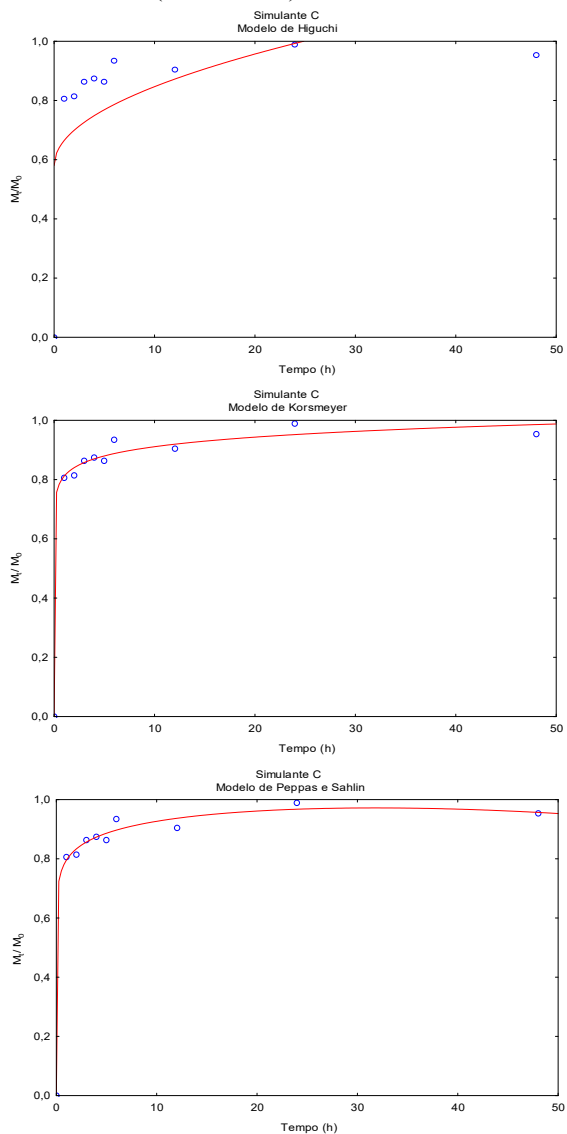 Simulante C
Modelo de Higuchi
1,0
0,8
0,6
0,4
0,2
0,0
Mt/M0
0 10 20 30 40 50
Tempo (h)
Simulante C
Modelo de Korsmeyer
1,0
0,8
0,6
0,4
0,2
0,0
Mt/ M0
0 10 20 30 40 50
Tempo (h)
Simulante C
Modelo de Peppas e Sahlin
1,0
0,8
0,6
0,4
0,2
0,0
Mt/ M0
0 10 20 30 40 50
Tempo (h)